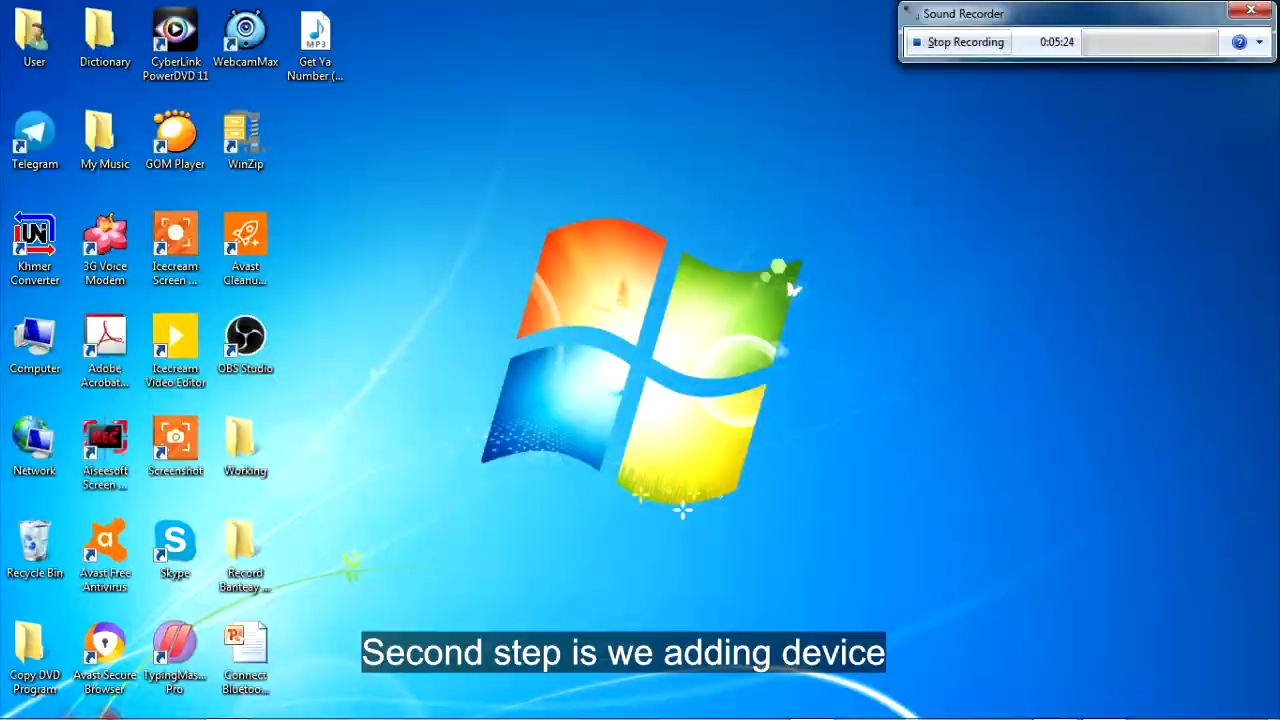 Sound Recorder
Stop Recording
0:05:24
User
Dictionary
CyberLink
PowerDVD 11
WebcamMax
MP3
Get Ya
Number (...
Telegram
My Music
GOM Player
WinZip
UNI
Khmer
Converter
3G Voice
Modem
Icecream
Screen ...
Avast
Cleanu...
Computer
Adobe
Acrobat...
Icecream
Video Editor
OBS Studio
Network
REC
Aiseesoft
Screen ...
Screenshot
Working
Recycle Bin
Avast Free
Antivirus
Skype
Record
Banteay ...
Copy DVD
Program
Avast Secure
Browser
TypingMas...
Pro
Connect
Bluetoo...
Second step is we adding device